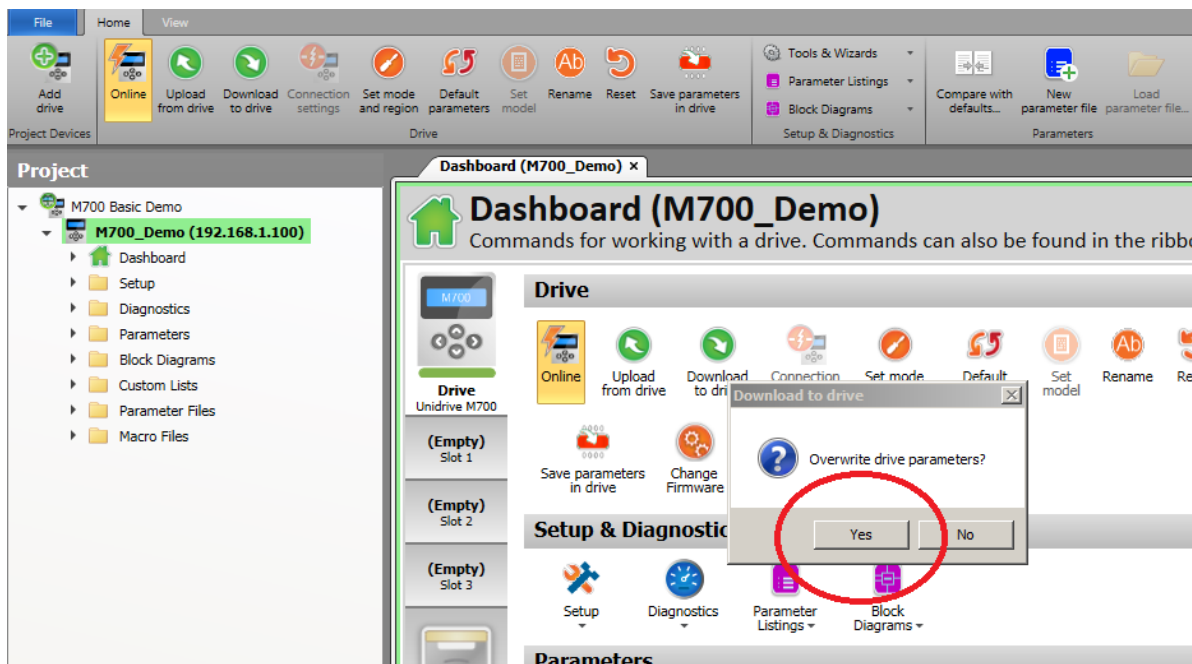 File Home View
Add drive
Online
Upload from drive
Download to drive
Connection settings
Set mode and region
Default parameters
Set model
Rename
Reset
Save parameters in drive
Tools & Wizards
Parameter Listings
Block Diagrams
Compare with defaults...
New parameter file
Load parameter file...
Project Devices
Drive
Setup & Diagnostics
Parameters
Project
M700 Basic Demo
M700_Demo (192.168.1.100)
Dashboard
Setup
Diagnostics
Parameters
Block Diagrams
Custom Lists
Parameter Files
Macro Files
Dashboard (M700_Demo) ×
Dashboard (M700_Demo)
Commands for working with a drive. Commands can also be found in the ribbo
M700
Drive
Unidrive M700
(Empty)
Slot 1
(Empty)
Slot 2
(Empty)
Slot 3
Drive
Online
Upload from drive
Download to dri
Connection
Set mode
Default
Set model
Rename
Re
Save parameters in drive
Change Firmware
Download to drive
Overwrite drive parameters?
Yes No
Setup & Diagnostic
Setup
Diagnostics
Parameter Listings
Block Diagrams
Parameters